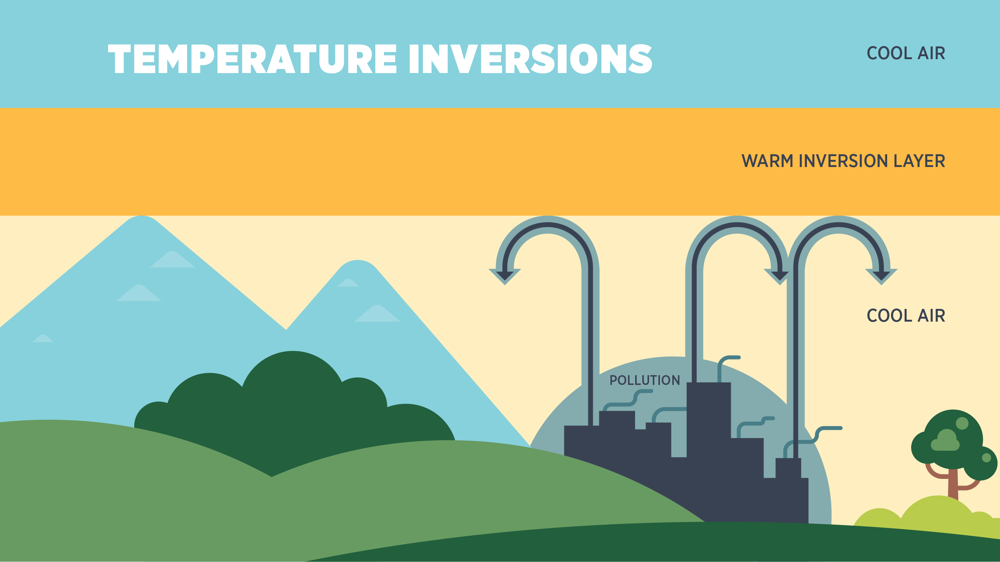 TEMPERATURE INVERSIONS
COOL AIR
WARM INVERSION LAYER
COOL AIR
POLLUTION